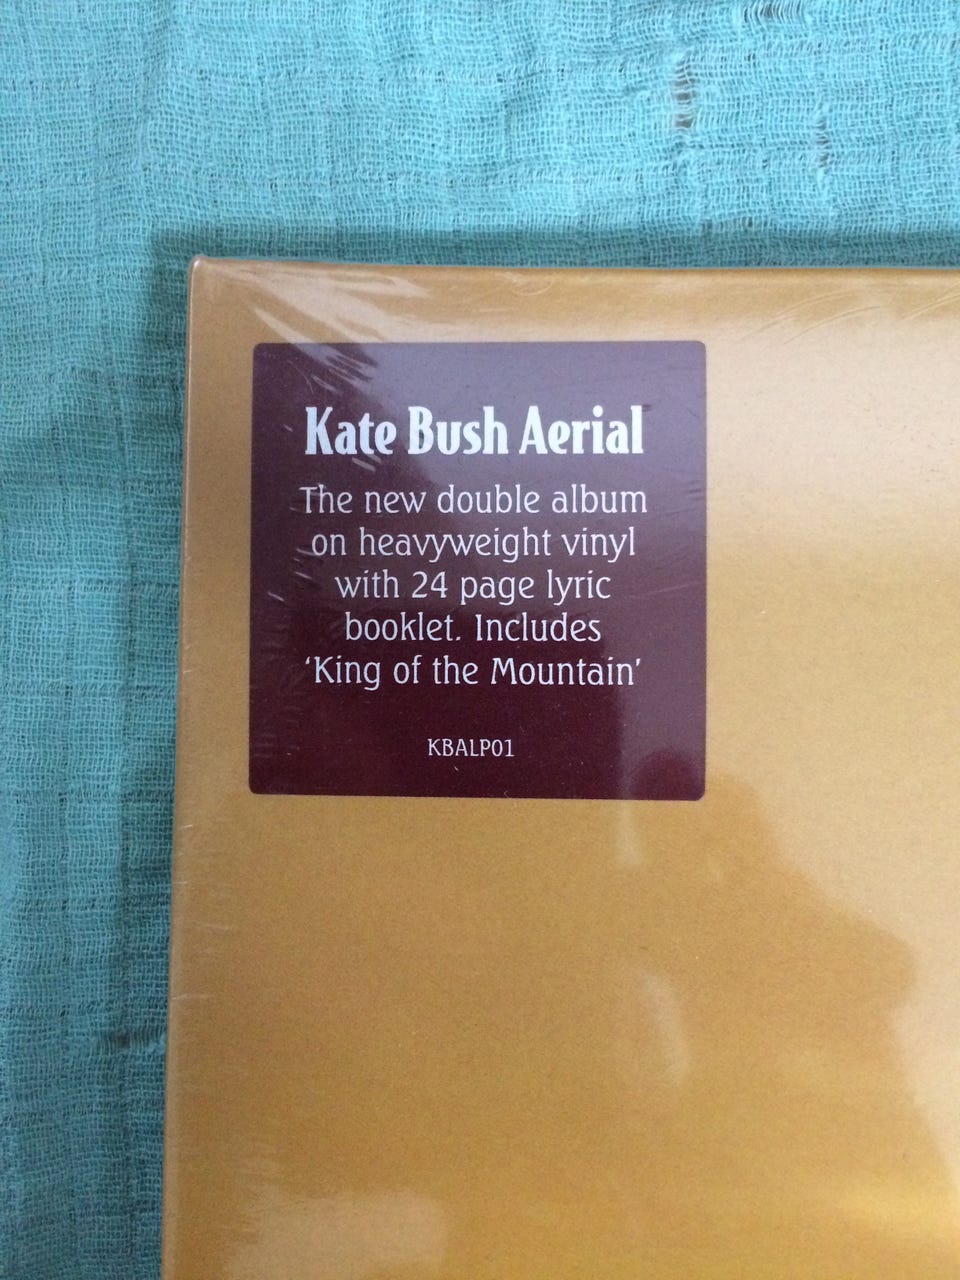 Kate Bush Aerial
The new double album
on heavyweight vinyl
with 24 page lyric
booklet. Includes
‘King of the Mountain’
KBALP01